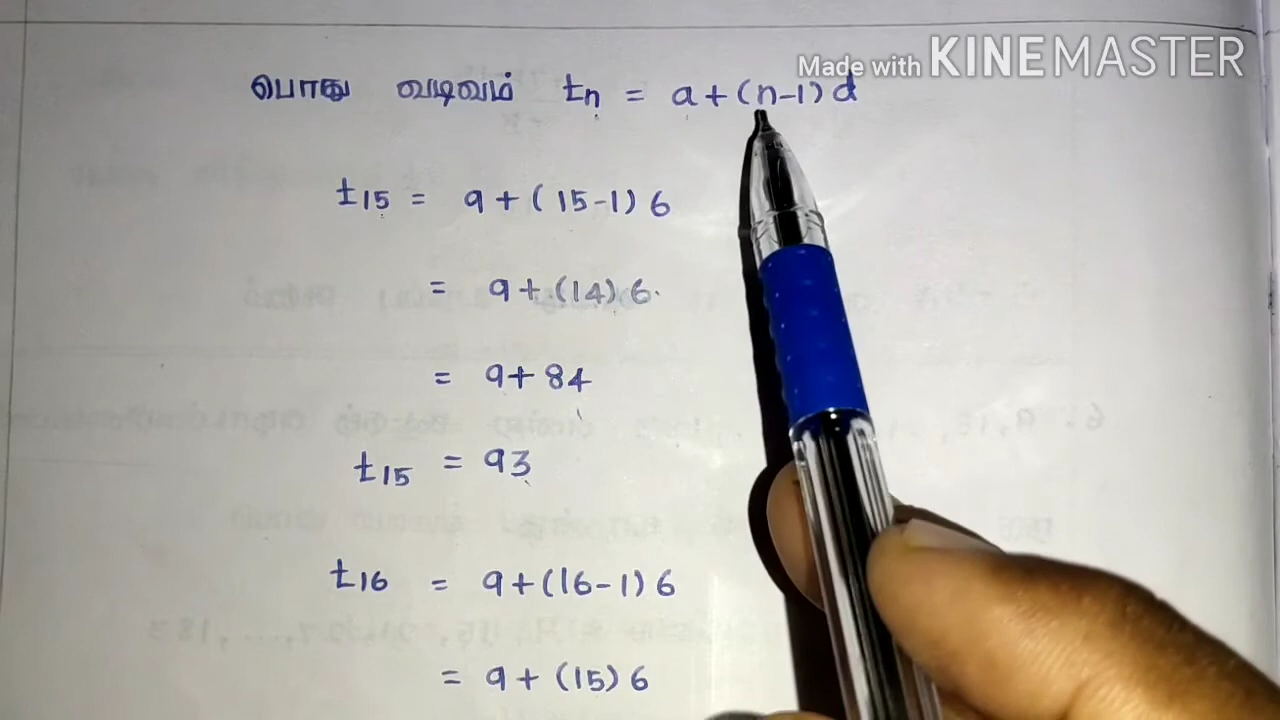 Made with KINEMASTER
பொது வடிவம் tn = a+(n-1)d
t15 = 9+(15-1)6
= 9+(14)6.
= 9+84
t15 = 93
t16 = 9+(16-1)6
= 9+(15)6